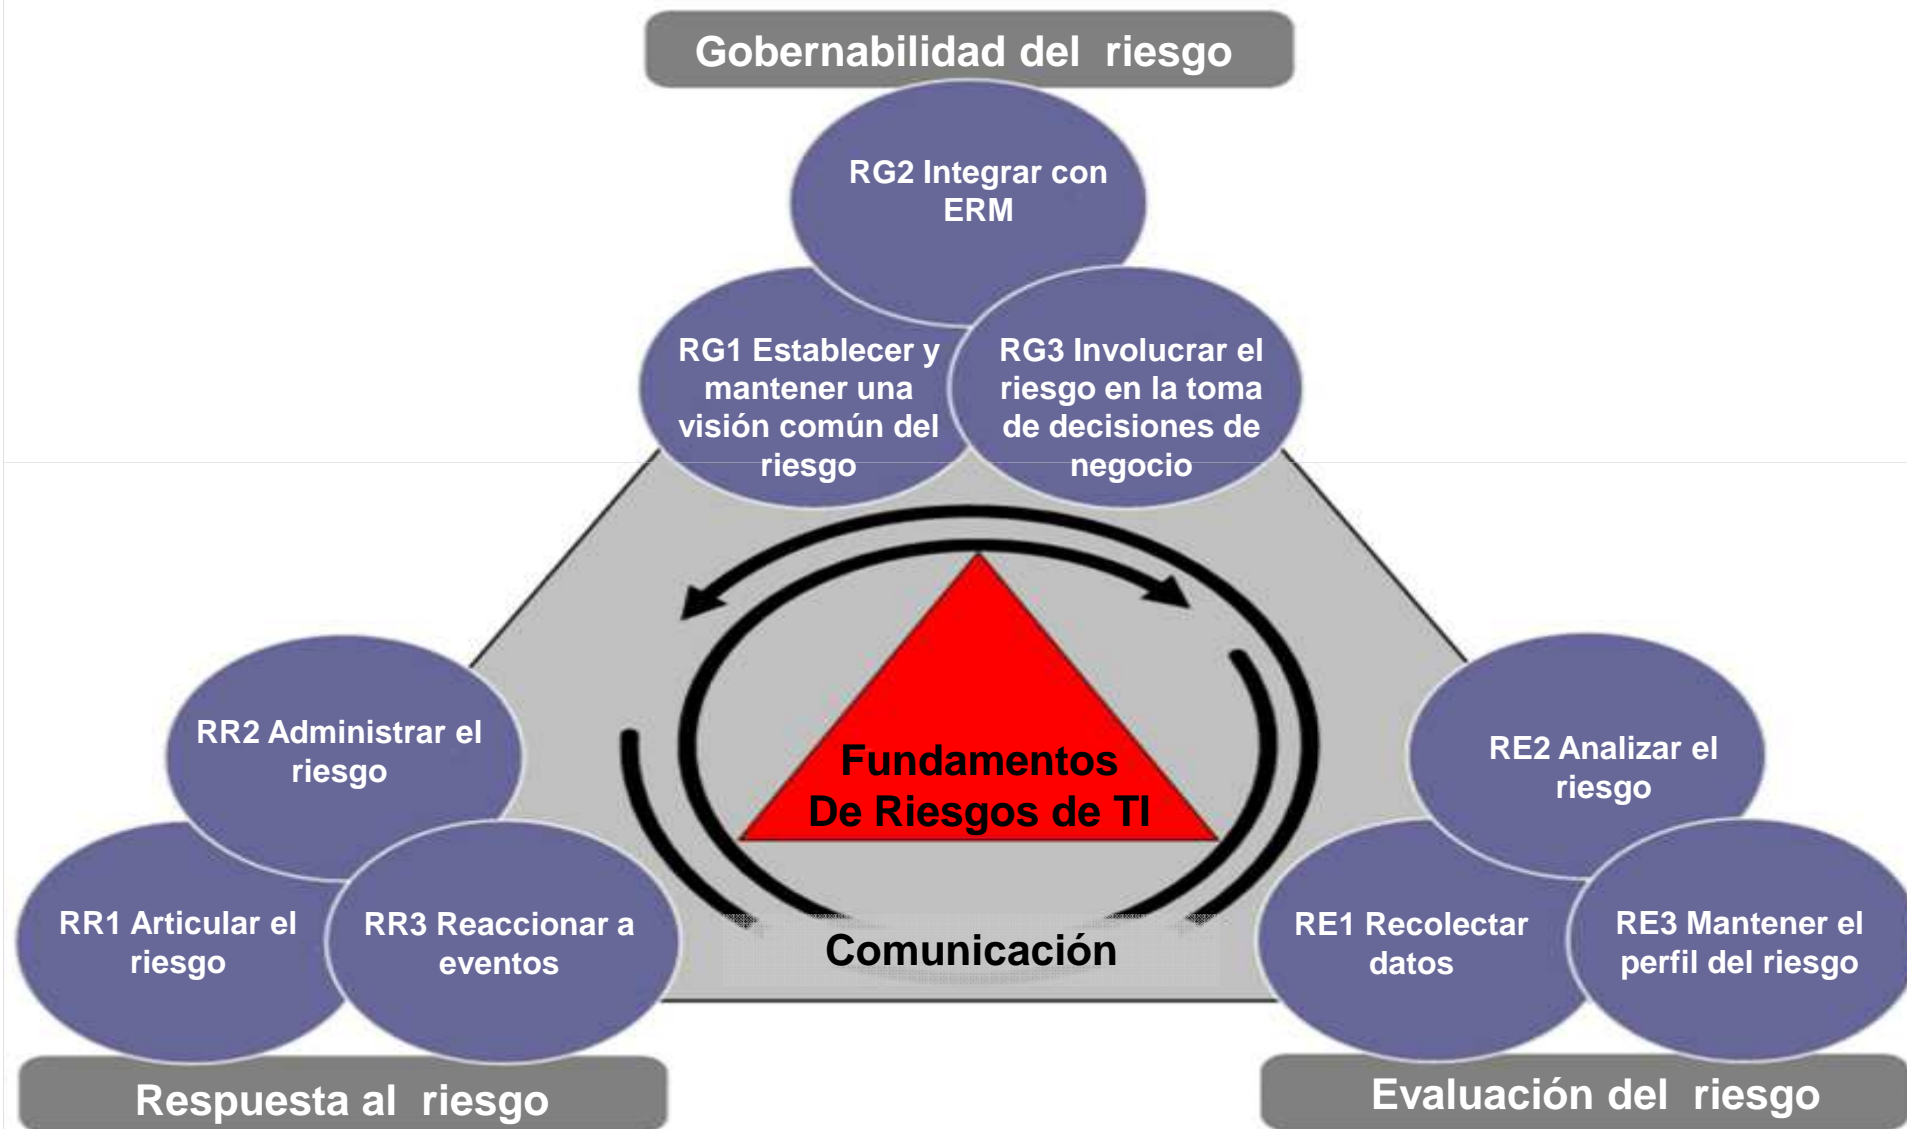 Gobernabilidad del riesgo
RG2 Integrar con
ERM
RG1 Establecer y
mantener una
visión común del
riesgo
RG3 Involucrar el
riesgo en la toma
de decisiones de
negocio
RR2 Administrar el
riesgo
RR1 Articular el
riesgo
RR3 Reaccionar a
eventos
Fundamentos
De Riesgos de TI
Comunicación
RE2 Analizar el
riesgo
RE1 Recolectar
datos
RE3 Mantener el
perfil del riesgo
Respuesta al riesgo
Evaluación del riesgo